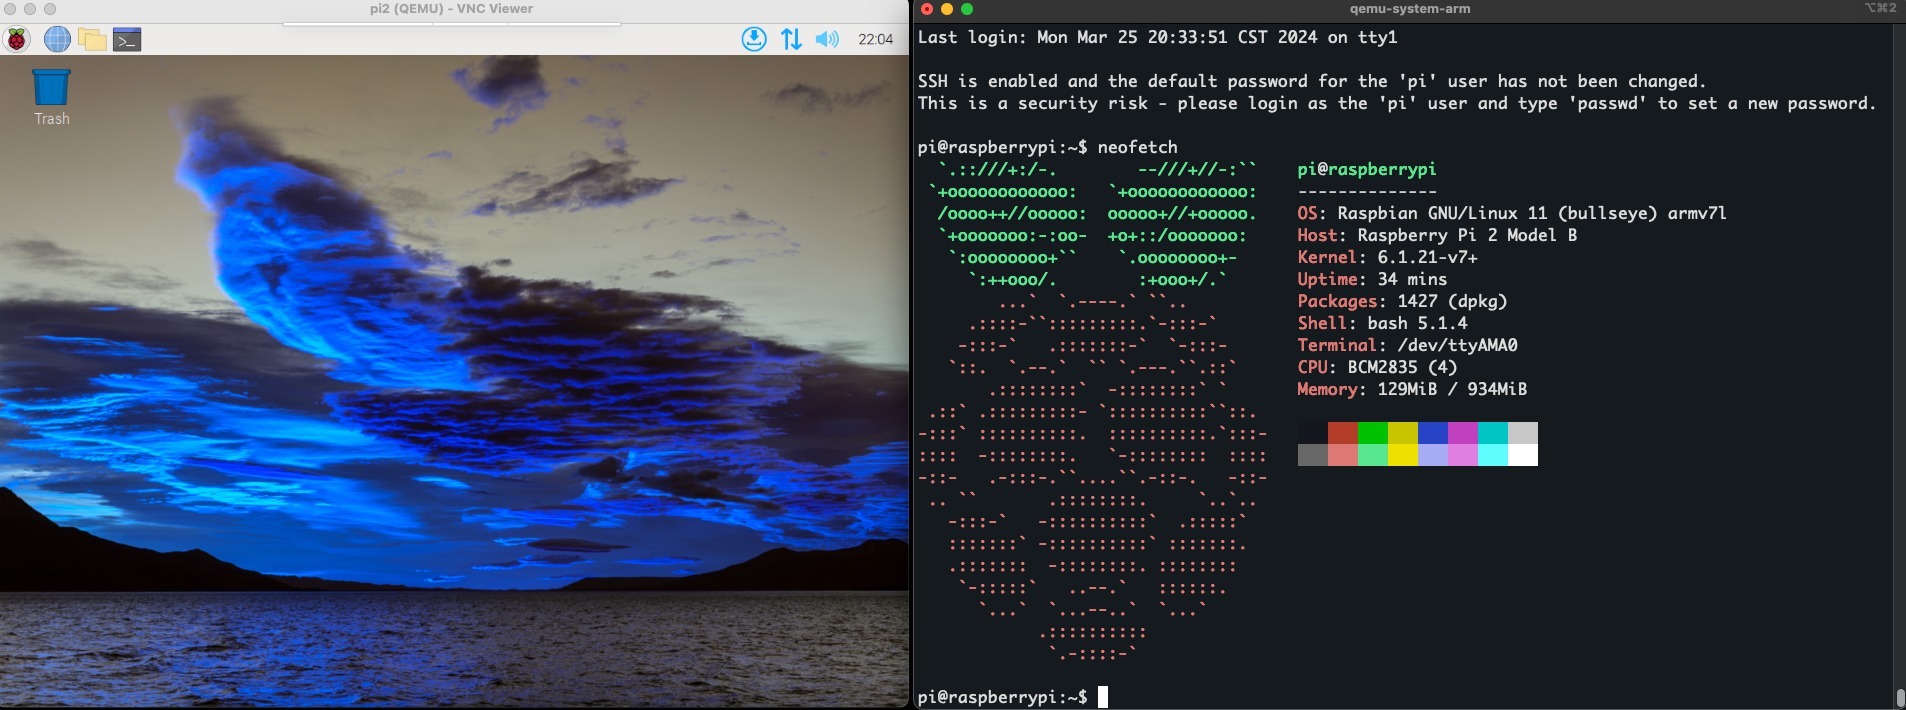 pi2 (QEMU) - VNC Viewer
22:04
Trash
qemu-system-arm
⌥⌘2
Last login: Mon Mar 25 20:33:51 CST 2024 on tty1
SSH is enabled and the default password for the 'pi' user has not been changed.
This is a security risk - please login as the 'pi' user and type 'passwd' to set a new password.
pi@raspberrypi:~$ neofetch
pi@raspberrypi
--------------
OS: Raspbian GNU/Linux 11 (bullseye) armv7l
Host: Raspberry Pi 2 Model B
Kernel: 6.1.21-v7+
Uptime: 34 mins
Packages: 1427 (dpkg)
Shell: bash 5.1.4
Terminal: /dev/ttyAMA0
CPU: BCM2835 (4)
Memory: 129MiB / 934MiB
pi@raspberrypi:~$